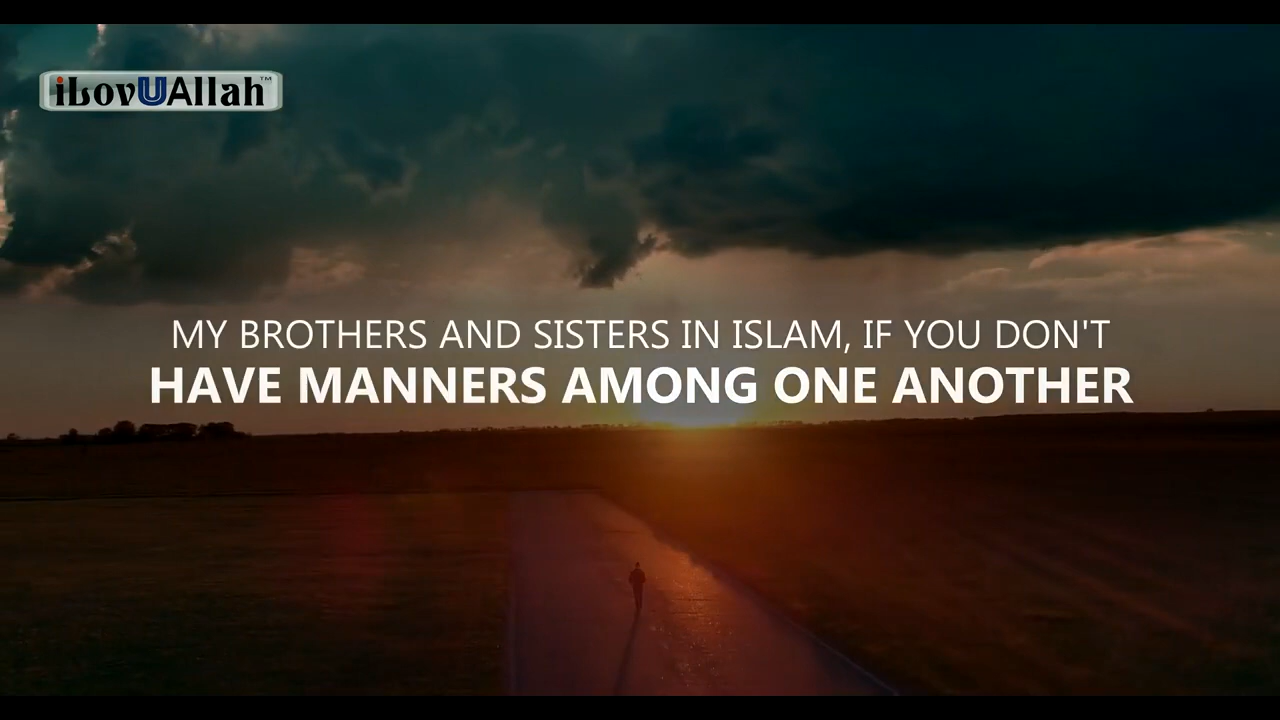 iLovUAllah™
MY BROTHERS AND SISTERS IN ISLAM, IF YOU DON'T
HAVE MANNERS AMONG ONE ANOTHER